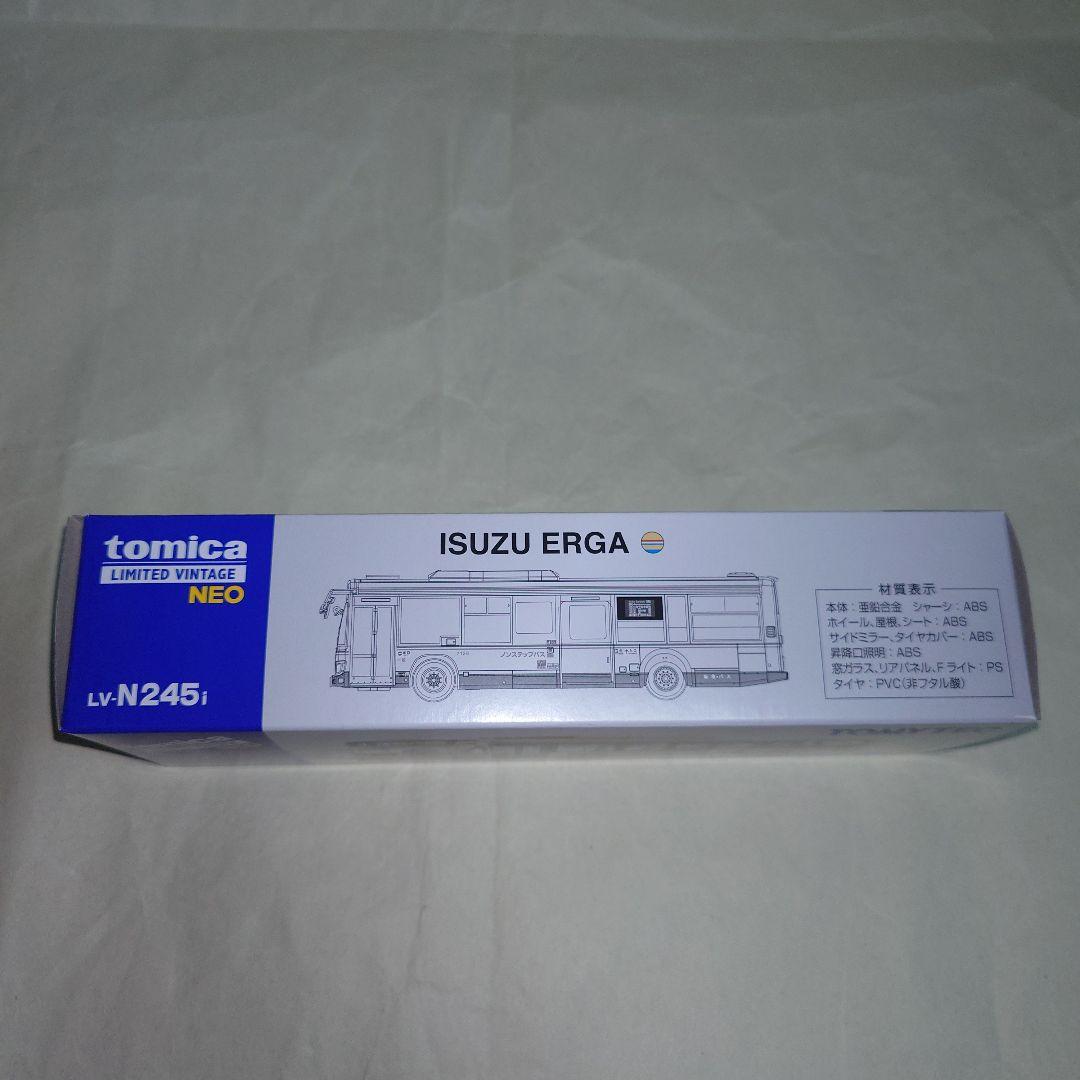 tomica
LIMITED VINTAGE
NEO
LV-N245i
ISUZU ERGA
ノンステップバス
材質表示
本体：亜鉛合金 シャーシ：ABS
ホイール、屋根、シート：ABS
サイドミラー、タイヤカバー：ABS
昇降口照明：ABS
窓ガラス、リアパネル、Fライト：PS
タイヤ：PVC(非フタル酸)